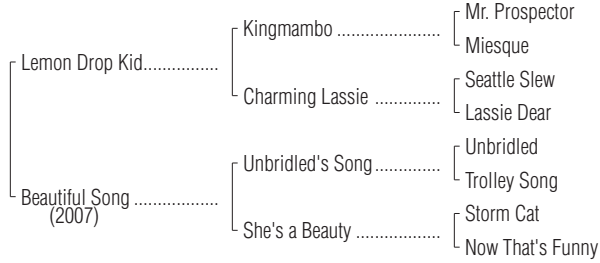 Mr. Prospector
Kingmambo ..................
Miesque
Lemon Drop Kid...............
Seattle Slew
Charming Lassie .............
Lassie Dear
Unbridled
Unbridled's Song.............
Trolley Song
Beautiful Song .................
(2007)
Storm Cat
She's a Beauty .................
Now That's Funny